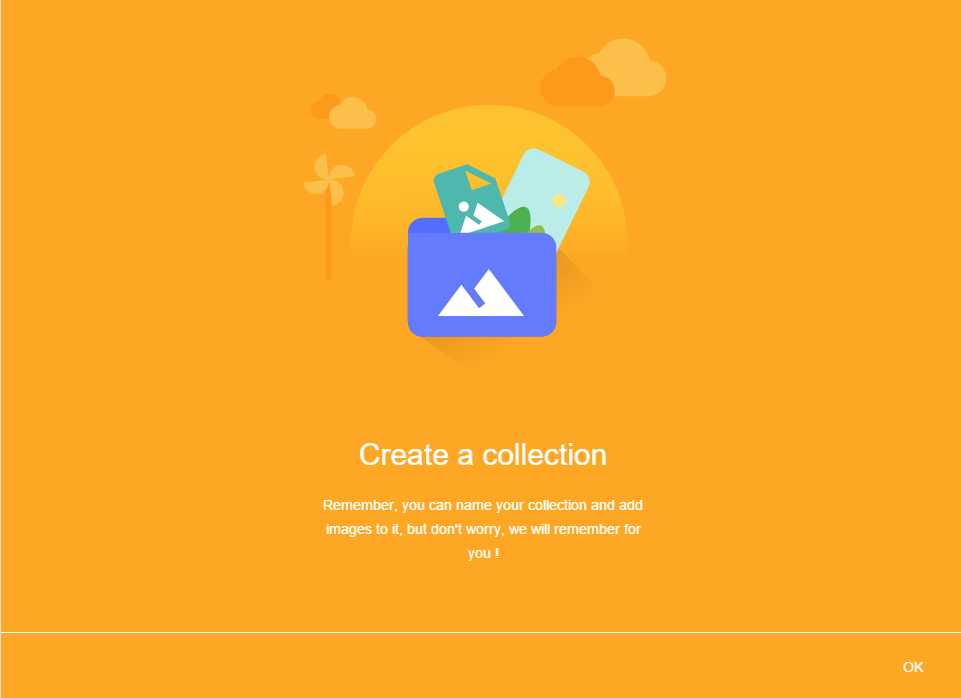 Create a collection
Remember, you can name your collection and add
images to it, but don't worry, we will remember for
you !
OK